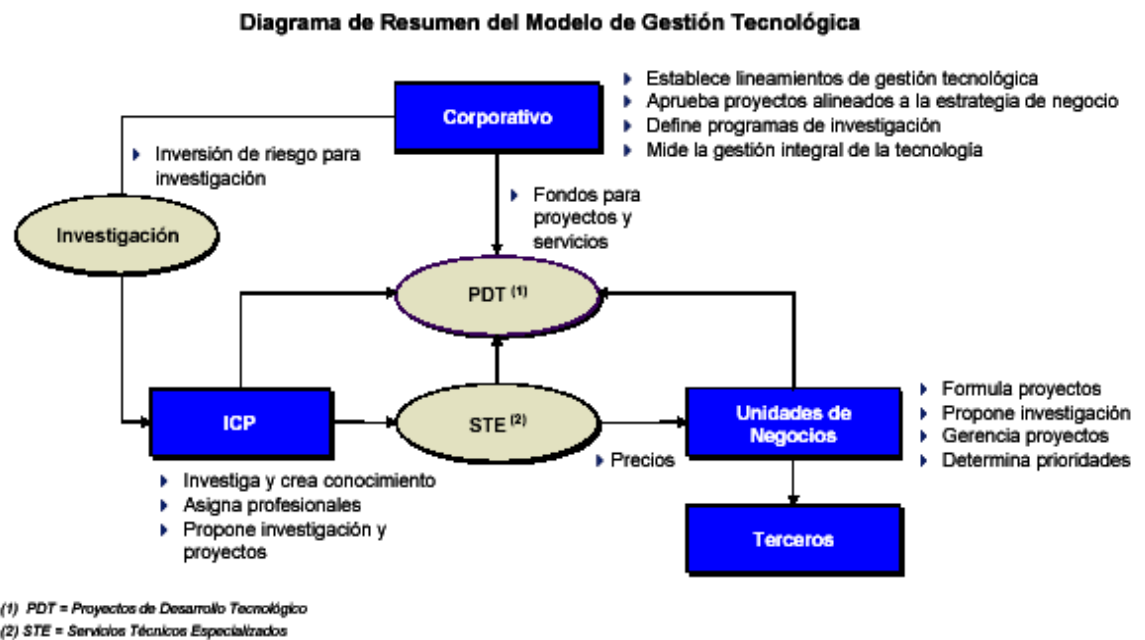 Diagrama de Resumen del Modelo de Gestión Tecnológica
Corporativo
Establece lineamientos de gestión tecnológica
Aprueba proyectos alineados a la estrategia de negocio
Define programas de investigación
Mide la gestión integral de la tecnología
Inversión de riesgo para
investigación
Fondos para
proyectos y
servicios
Investigación
PDT (1)
ICP
STE (2)
Precios
Unidades de
Negocios
Formula proyectos
Propone investigación
Gerencia proyectos
Determina prioridades
Investiga y crea conocimiento
Asigna profesionales
Propone investigación y
proyectos
Terceros
(1) PDT = Proyectos de Desarrollo Tecnológico
(2) STE = Servicios Técnicos Especializados